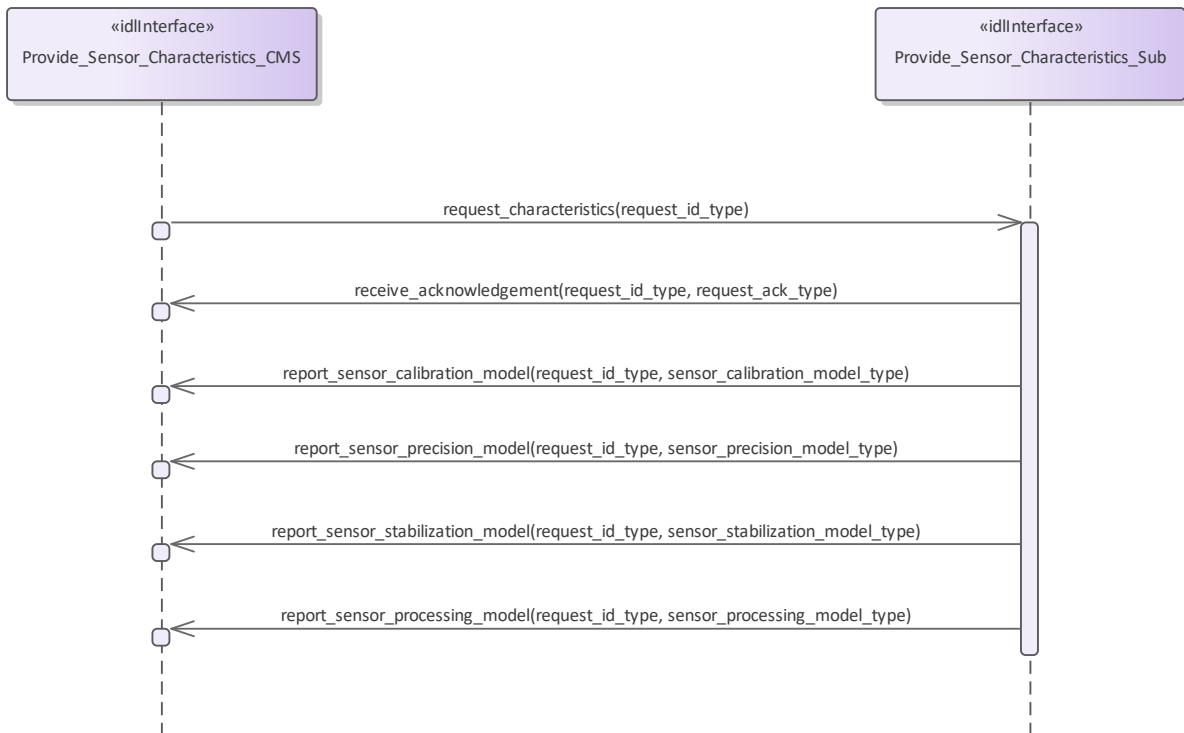 «idlInterface»
Provide_Sensor_Characteristics_CMS
«idlInterface»
Provide_Sensor_Characteristics_Sub
request_characteristics(request_id_type)
receive_acknowledgement(request_id_type, request_ack_type)
report_sensor_calibration_model(request_id_type, sensor_calibration_model_type)
report_sensor_precision_model(request_id_type, sensor_precision_model_type)
report_sensor_stabilization_model(request_id_type, sensor_stabilization_model_type)
report_sensor_processing_model(request_id_type, sensor_processing_model_type)